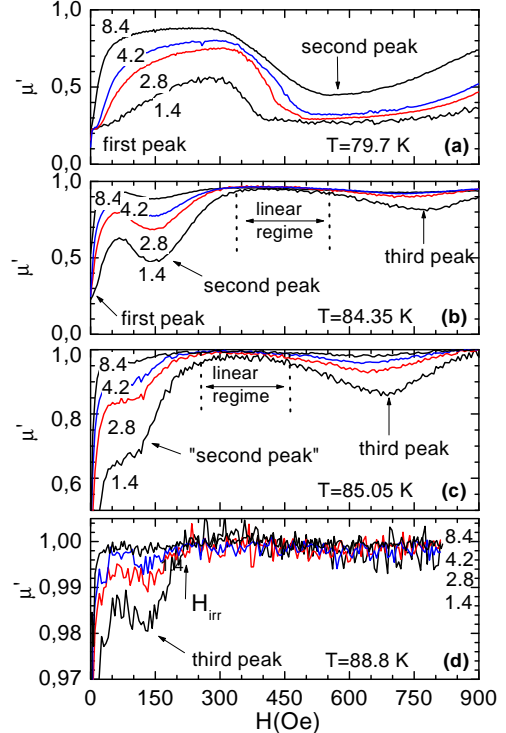 1,0
8.4
4.2
second peak
μ'
0,5
2.8
1.4
first peak
T=79.7 K
(a)
0,0
1,0
8.4
4.2
linear
regime
third peak
μ'
0,5
2.8
1.4
second peak
first peak
T=84.35 K
(b)
0,0
1,0
8.4
4.2
linear
regime
0,9
μ'
0,8
2.8
third peak
0,7
1.4
"second peak"
0,6
T=85.05 K
(c)
1,00
8.4
4.2
2.8
1.4
μ'
0,99
H_irr
0,98
third peak
T=88.8 K
(d)
0,97
0 150 300 450 600 750 900
H(Oe)